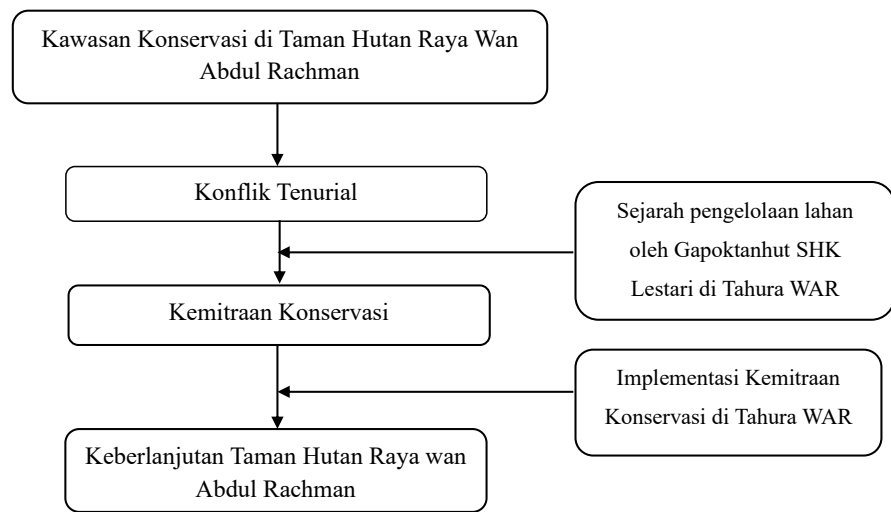 Kawasan Konservasi di Taman Hutan Raya Wan
Abdul Rachman
Konflik Tenurial
Sejarah pengelolaan lahan
oleh Gapoktanhut SHK
Lestari di Tahura WAR
Kemitraan Konservasi
Implementasi Kemitraan
Konservasi di Tahura WAR
Keberlanjutan Taman Hutan Raya wan
Abdul Rachman